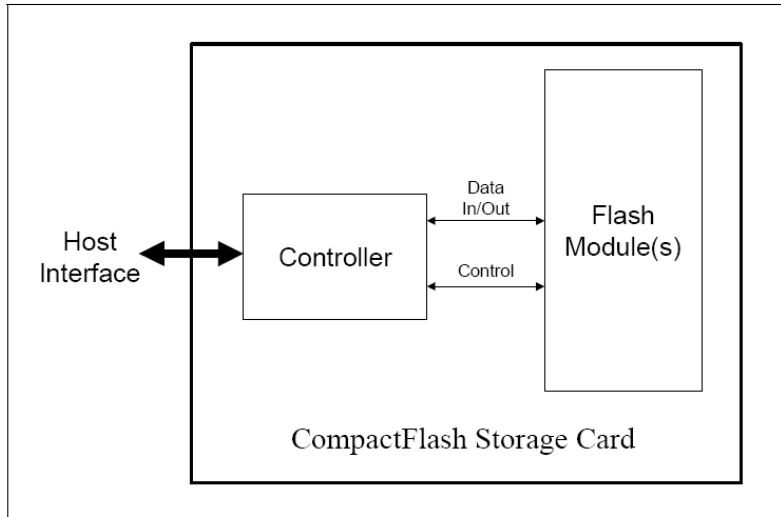 Host
Interface
Controller
Data
In/Out
Control
Flash
Module(s)
CompactFlash Storage Card